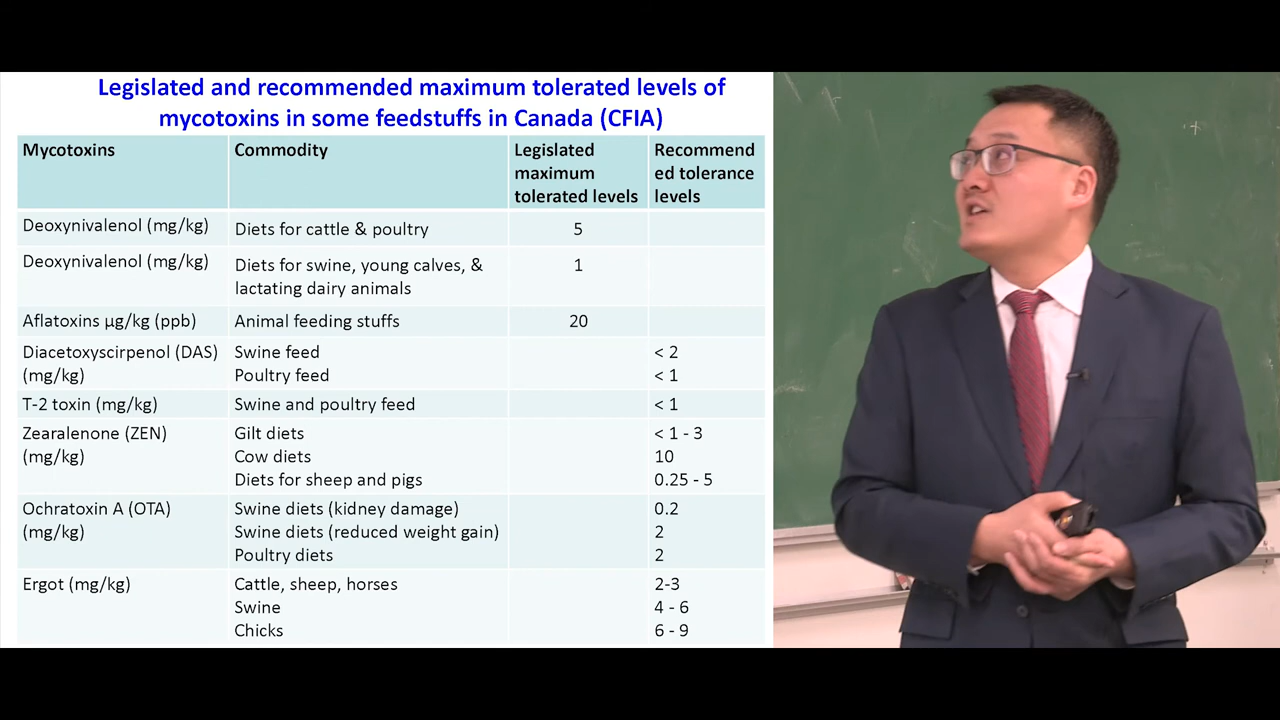 Legislated and recommended maximum tolerated levels of
mycotoxins in some feedstuffs in Canada (CFIA)
Mycotoxins
Commodity
Legislated
maximum
tolerated levels
Recommend
ed tolerance
levels
Deoxynivalenol (mg/kg)
Diets for cattle & poultry
5
Deoxynivalenol (mg/kg)
Diets for swine, young calves, &
lactating dairy animals
1
Aflatoxins µg/kg (ppb)
Animal feeding stuffs
20
Diacetoxyscirpenol (DAS)
(mg/kg)
Swine feed
Poultry feed
< 2
< 1
T-2 toxin (mg/kg)
Swine and poultry feed
< 1
Zearalenone (ZEN)
(mg/kg)
Gilt diets
Cow diets
Diets for sheep and pigs
< 1 - 3
10
0.25 - 5
Ochratoxin A (OTA)
(mg/kg)
Swine diets (kidney damage)
Swine diets (reduced weight gain)
Poultry diets
0.2
2
2
Ergot (mg/kg)
Cattle, sheep, horses
Swine
Chicks
2-3
4 - 6
6 - 9